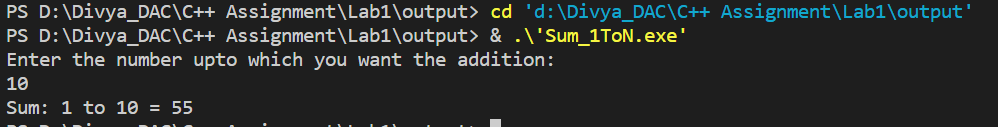 PS D:\Divya_DAC\C++ Assignment\Lab1\output> cd 'd:\Divya_DAC\C++ Assignment\Lab1\output'
PS D:\Divya_DAC\C++ Assignment\Lab1\output> & .\'Sum_1ToN.exe'
Enter the number upto which you want the addition:
10
Sum: 1 to 10 = 55
PS D:\Divya_DAC\C++ Assignment\Lab1\output>